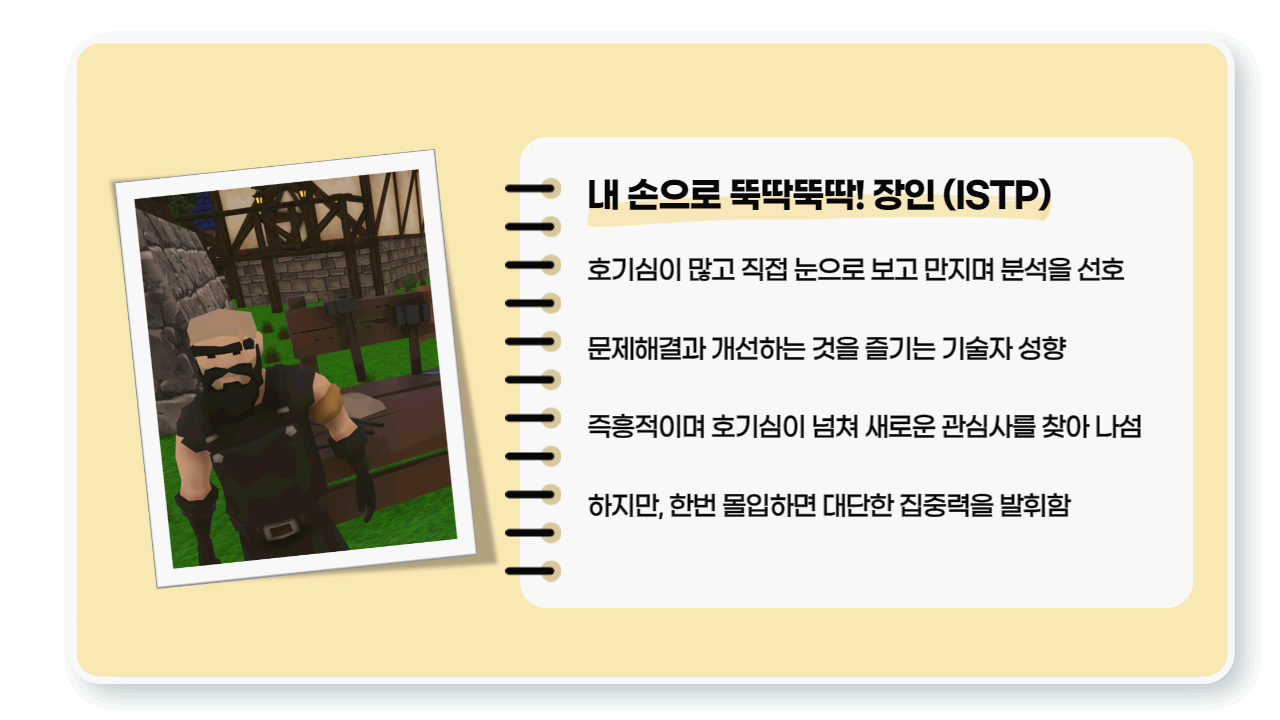 내 손으로 뚝딱뚝딱! 장인 (ISTP)
호기심이 많고 직접 눈으로 보고 만지며 분석을 선호
문제해결과 개선하는 것을 즐기는 기술자 성향
즉흥적이며 호기심이 넘쳐 새로운 관심사를 찾아 나섬
하지만, 한번 몰입하면 대단한 집중력을 발휘함